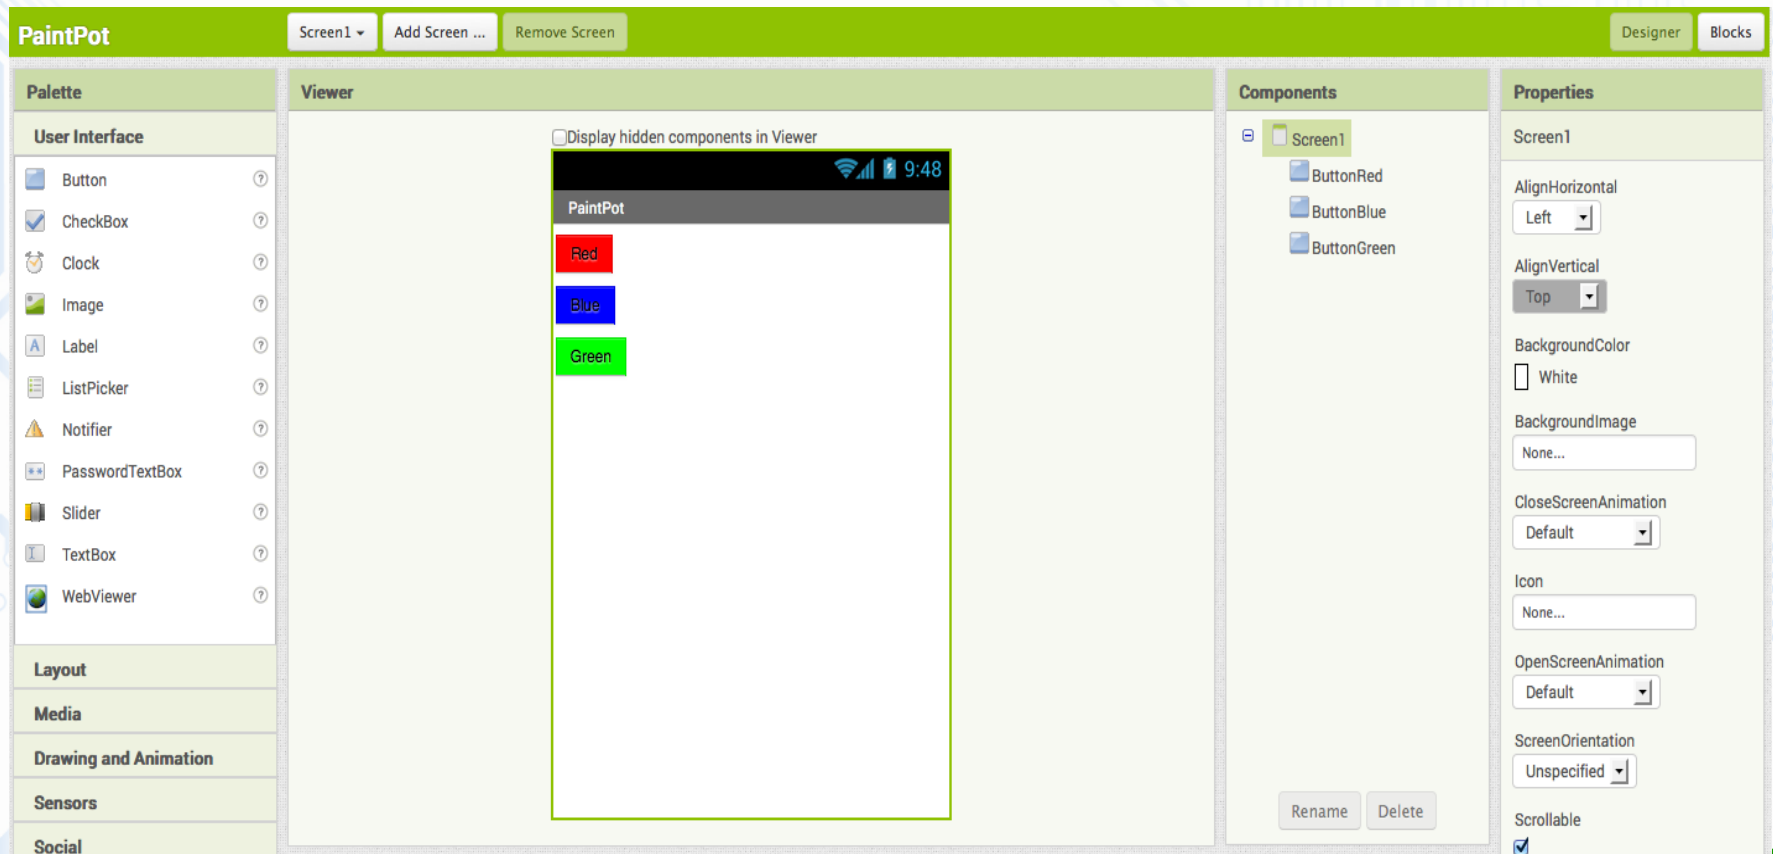 PaintPot
Screen1
Add Screen ...
Remove Screen
Designer
Blocks
Palette
User Interface
Button
?
CheckBox
?
Clock
?
Image
?
A
Label
?
ListPicker
?
Notifier
?
PasswordTextBox
?
Slider
?
TextBox
?
WebViewer
?
Layout
Media
Drawing and Animation
Sensors
Social
Viewer
Display hidden components in Viewer
9:48
PaintPot
Red
Blue
Green
Components
Screen1
ButtonRed
ButtonBlue
ButtonGreen
Rename
Delete
Properties
Screen1
AlignHorizontal
Left
AlignVertical
Top
BackgroundColor
White
BackgroundImage
None...
CloseScreenAnimation
Default
Icon
None...
OpenScreenAnimation
Default
ScreenOrientation
Unspecified
Scrollable